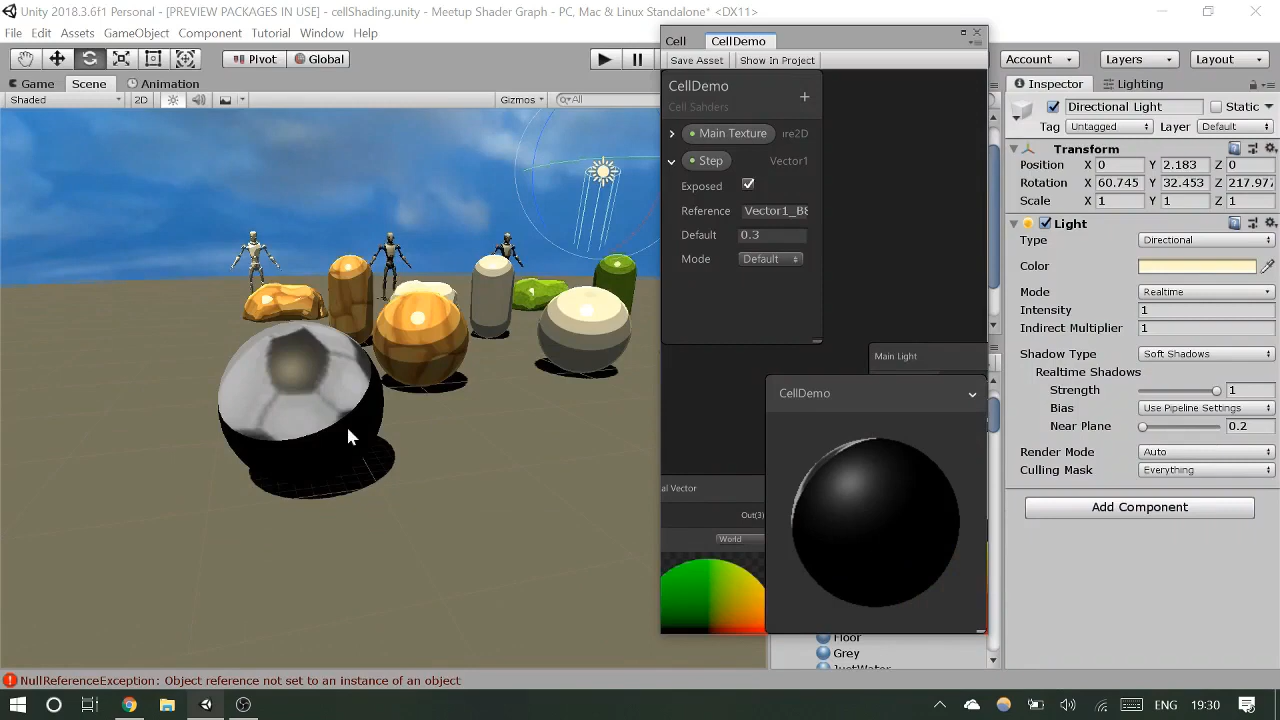 Unity 2018.3.6f1 Personal - [PREVIEW PACKAGES IN USE] - cellShading.unity - Meetup Shader Graph - PC, Mac & Linux Standalone* <DX11>
File Edit Assets GameObject Component Tutorial Window Help
Pivot Global
Account Layers Layout
Game Scene Animation
Shaded 2D Gizmos All
Cell CellDemo
Save Asset Show In Project
CellDemo
Cell Sahders
Main Texture
Step Vector1
Exposed
Reference Vector1_B8
Default 0.3
Mode Default
Main Light
CellDemo
Out(3)
World
Inspector Lighting
Directional Light Static
Tag Untagged Layer Default
Transform
Position X 0 Y 2.183 Z 0
Rotation X 60.745 Y 32.453 Z 217.977
Scale X 1 Y 1 Z 1
Light
Type Directional
Color
Mode Realtime
Intensity 1
Indirect Multiplier 1
Shadow Type Soft Shadows
Realtime Shadows
Strength 1
Bias Use Pipeline Settings
Near Plane 0.2
Render Mode Auto
Culling Mask Everything
Add Component
Floor
Grey
JustWater
NullReferenceException: Object reference not set to an instance of an object
ENG 19:30